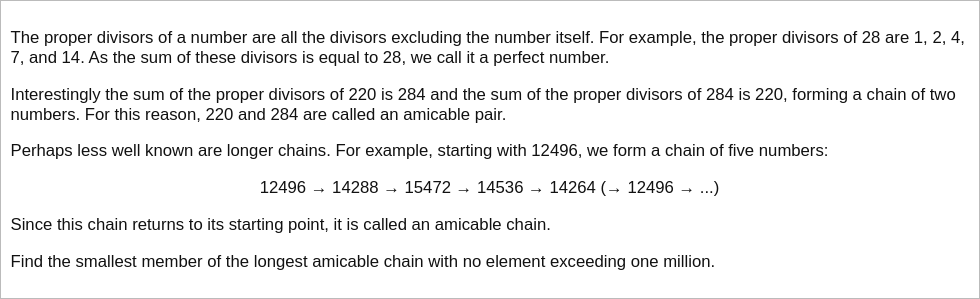 The proper divisors of a number are all the divisors excluding the number itself. For example, the proper divisors of 28 are 1, 2, 4,
7, and 14. As the sum of these divisors is equal to 28, we call it a perfect number.
Interestingly the sum of the proper divisors of 220 is 284 and the sum of the proper divisors of 284 is 220, forming a chain of two
numbers. For this reason, 220 and 284 are called an amicable pair.
Perhaps less well known are longer chains. For example, starting with 12496, we form a chain of five numbers:
12496 → 14288 → 15472 → 14536 → 14264 (→ 12496 → ...)
Since this chain returns to its starting point, it is called an amicable chain.
Find the smallest member of the longest amicable chain with no element exceeding one million.